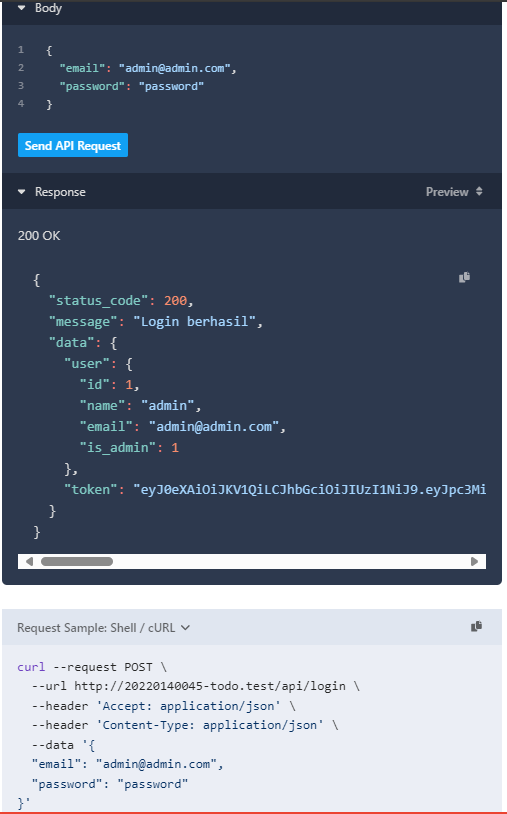 Body
1 {
2 "email": "admin@admin.com",
3 "password": "password"
4 }
Send API Request
Response Preview
200 OK
{
"status_code": 200,
"message": "Login berhasil",
"data": {
"user": {
"id": 1,
"name": "admin",
"email": "admin@admin.com",
"is_admin": 1
},
"token": "eyJ0eXAiOiJKV1QiLCJhbGciOiJIUzI1NiJ9.eyJpc3Mi
}
}
Request Sample: Shell / cURL
curl --request POST \
--url http://20220140045-todo.test/api/login \
--header 'Accept: application/json' \
--header 'Content-Type: application/json' \
--data '{
"email": "admin@admin.com",
"password": "password"
}'